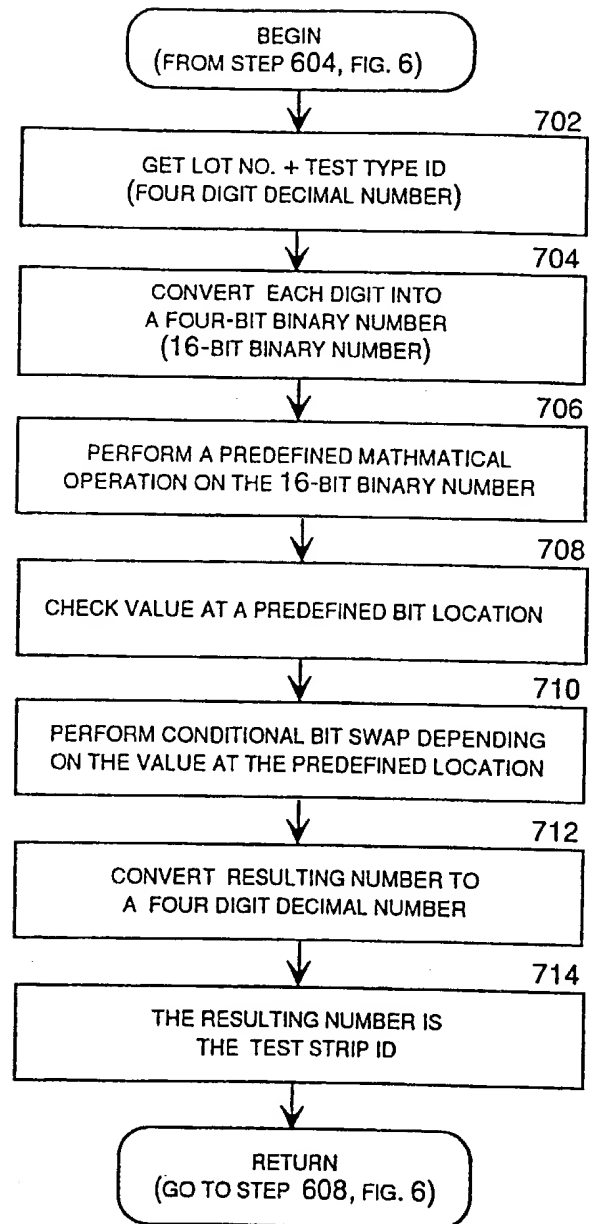 BEGIN
(FROM STEP 604, FIG. 6)
702
GET LOT NO. + TEST TYPE ID
(FOUR DIGIT DECIMAL NUMBER)
704
CONVERT EACH DIGIT INTO
A FOUR-BIT BINARY NUMBER
(16-BIT BINARY NUMBER)
706
PERFORM A PREDEFINED MATHMATICAL
OPERATION ON THE 16-BIT BINARY NUMBER
708
CHECK VALUE AT A PREDEFINED BIT LOCATION
710
PERFORM CONDITIONAL BIT SWAP DEPENDING
ON THE VALUE AT THE PREDEFINED LOCATION
712
CONVERT RESULTING NUMBER TO
A FOUR DIGIT DECIMAL NUMBER
714
THE RESULTING NUMBER IS
THE TEST STRIP ID
RETURN
(GO TO STEP 608, FIG. 6)